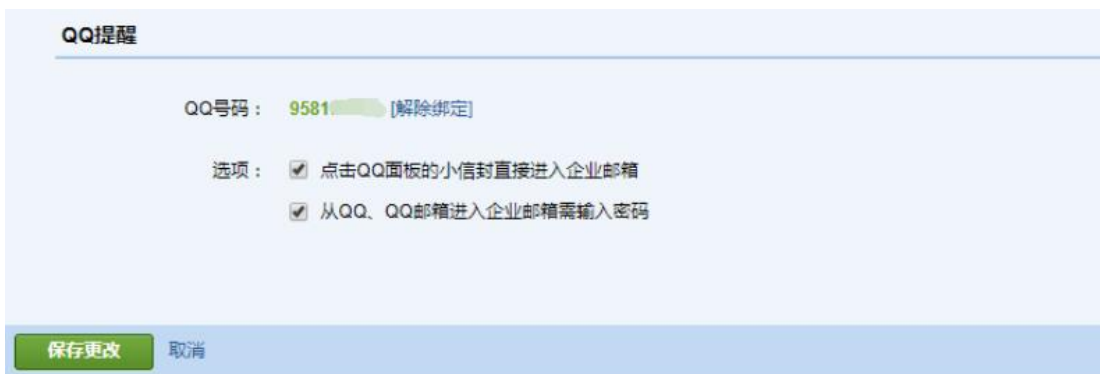 QQ提醒
QQ号码： 9581 [解除绑定]
选项： 点击QQ面板的小信封直接进入企业邮箱
从QQ、QQ邮箱进入企业邮箱需输入密码
保存更改 取消